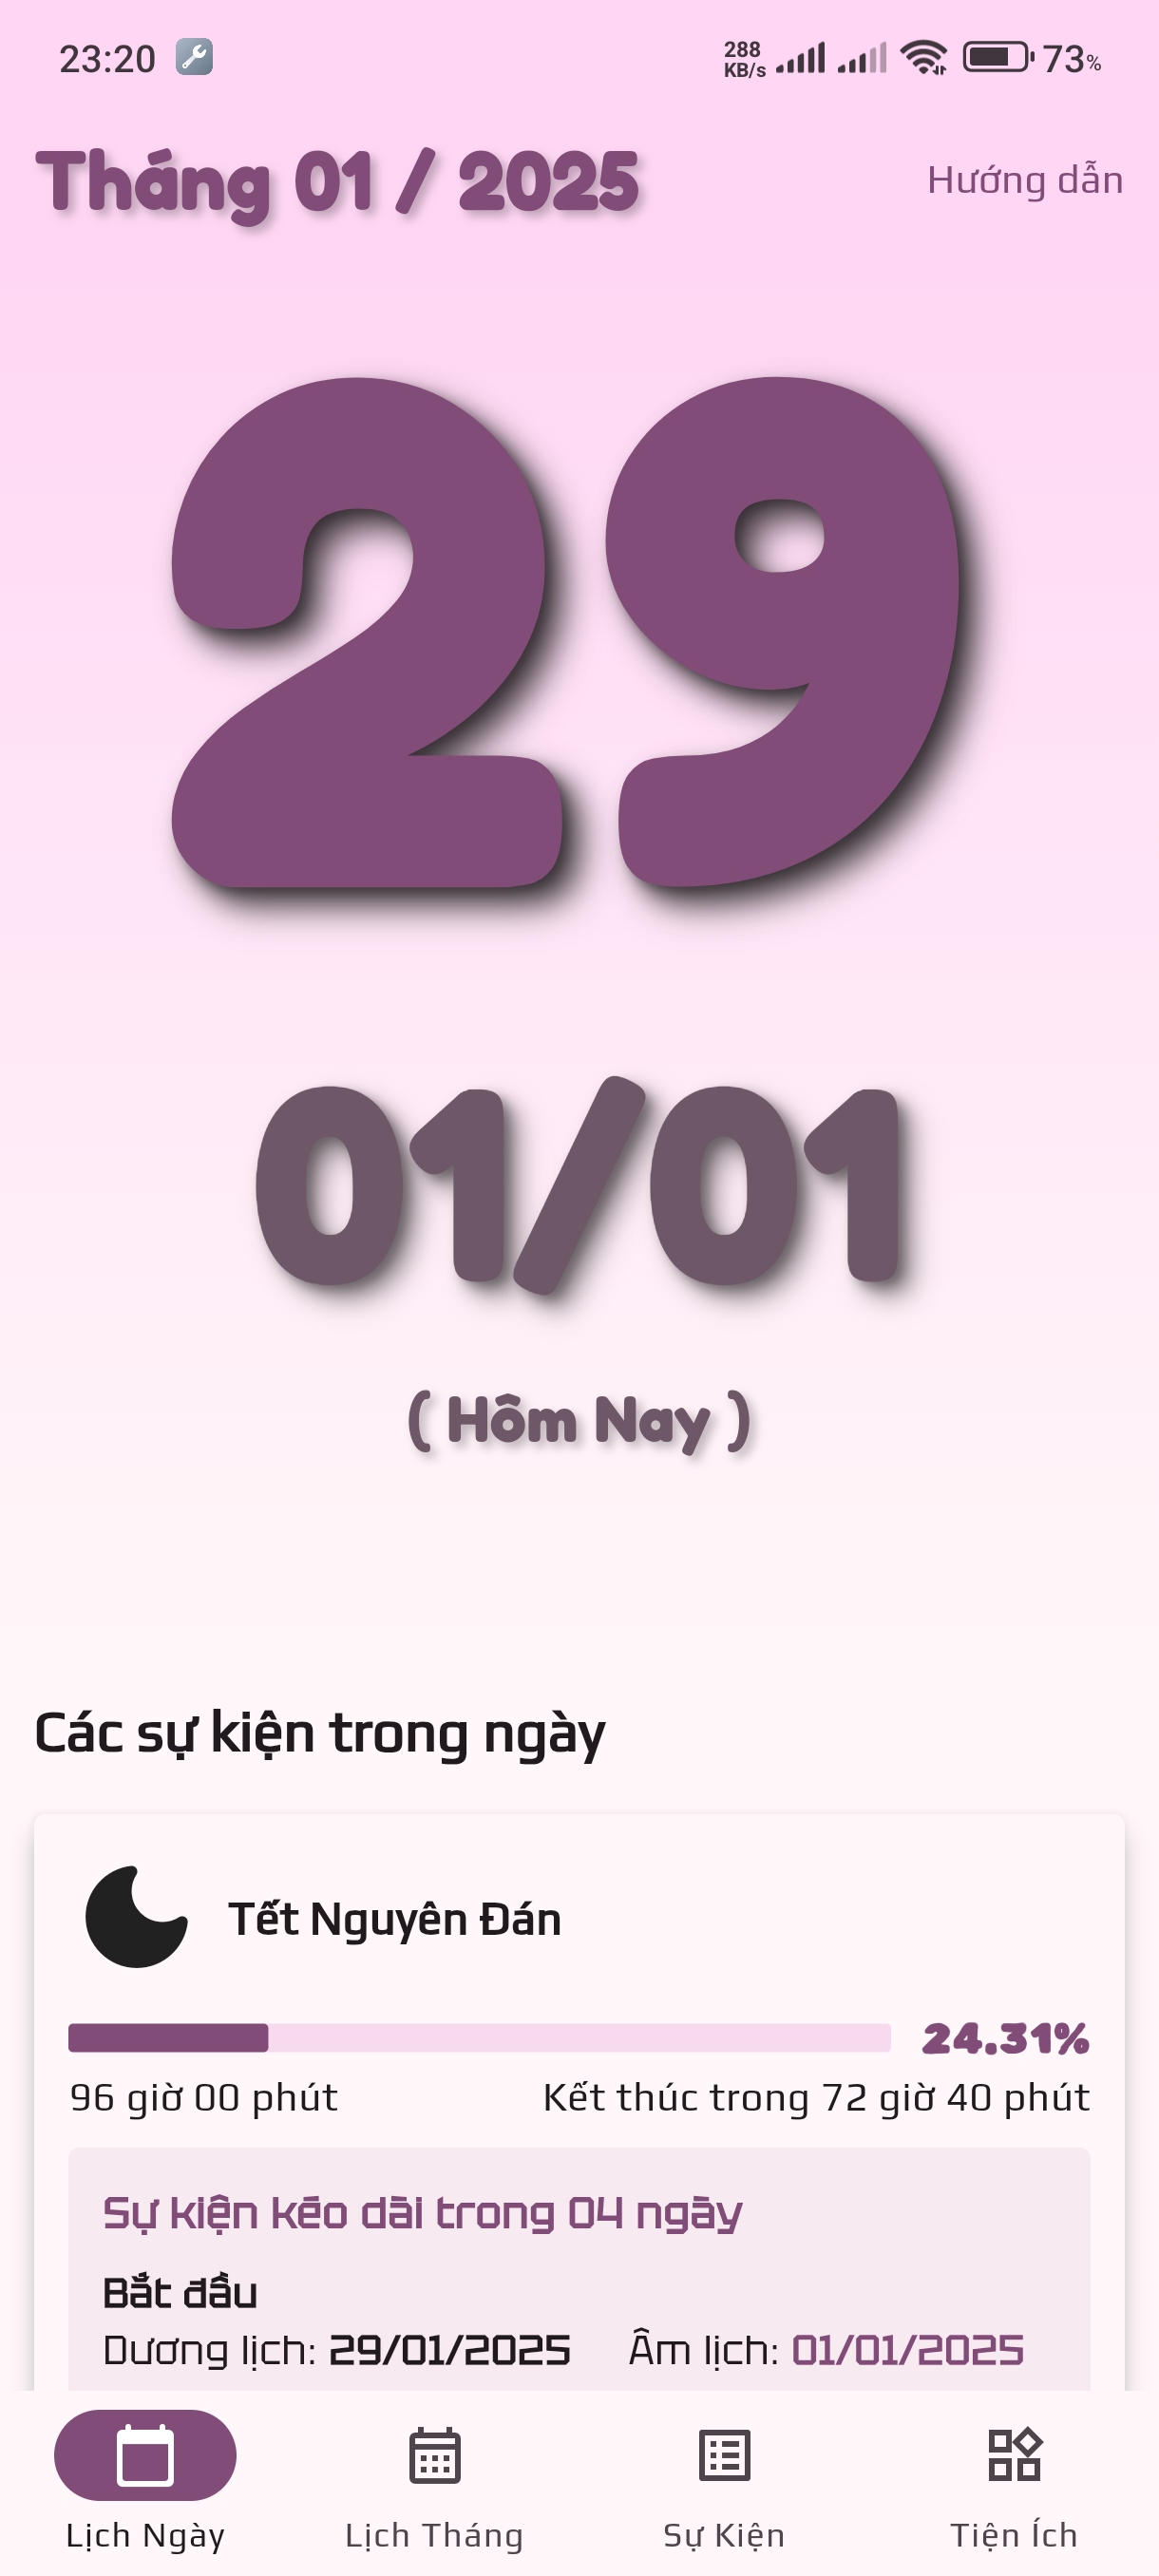 23:20
288
KB/s
73%
Tháng 01 / 2025
Hướng dẫn
29
01/01
( Hôm Nay )
Các sự kiện trong ngày
Tết Nguyên Đán
24.31%
96 giờ 00 phút
Kết thúc trong 72 giờ 40 phút
Sự kiện kéo dài trong 04 ngày
Bắt đầu
Dương lịch: 29/01/2025 Âm lịch: 01/01/2025
Lịch Ngày
Lịch Tháng
Sự Kiện
Tiện Ích